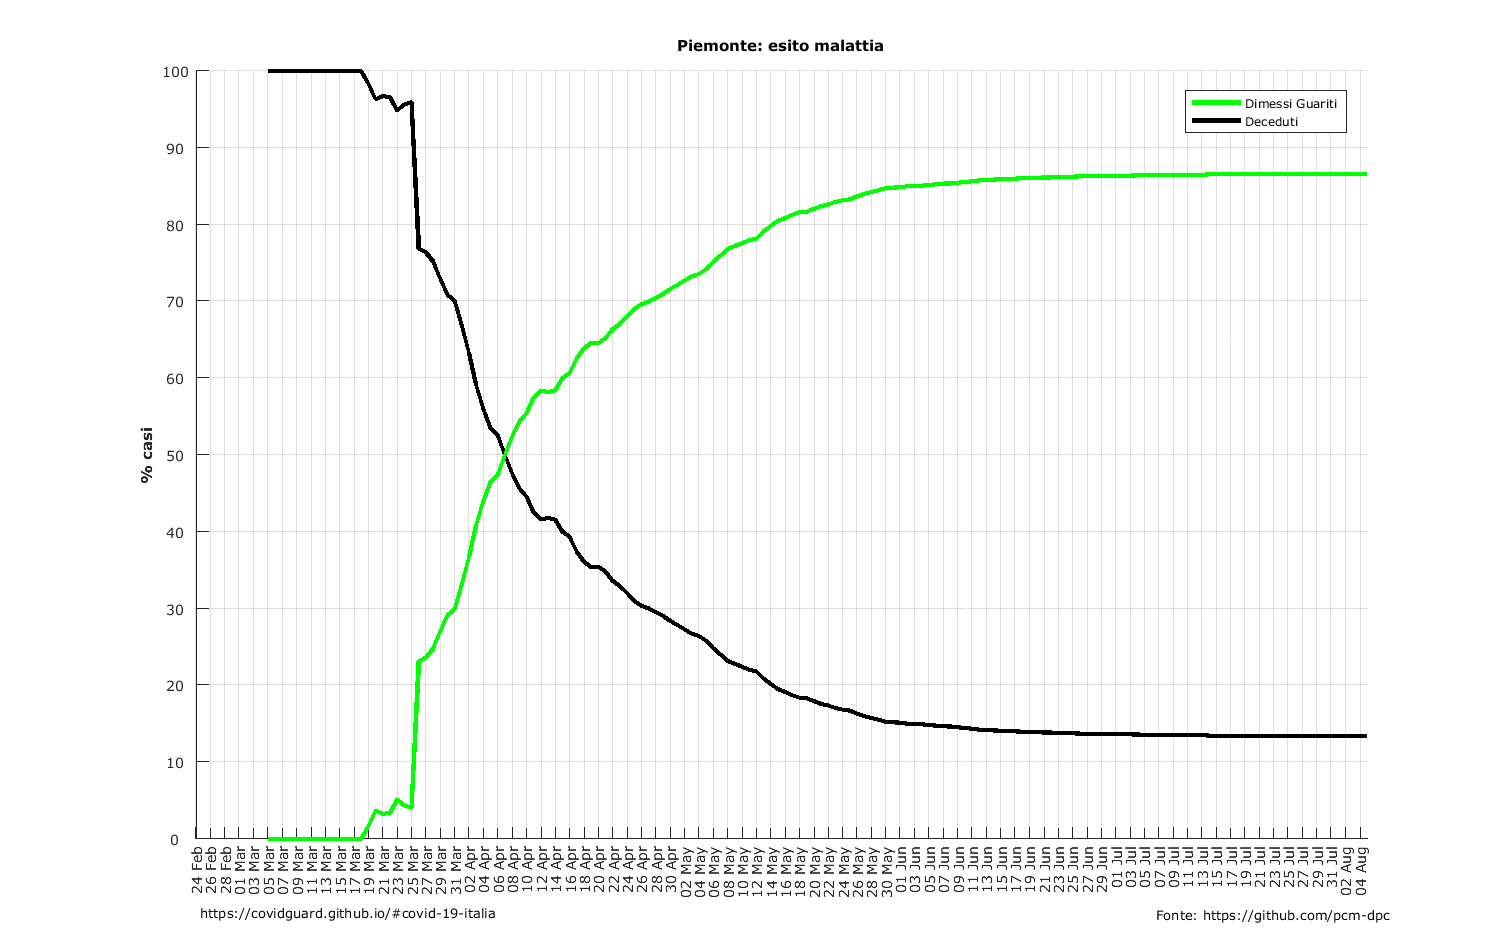 Piemonte: esito malattia
100
90
80
70
60
50
40
30
20
10
0
% casi
Dimessi Guariti
Deceduti
24 Feb
26 Feb
28 Feb
01 Mar
03 Mar
05 Mar
07 Mar
09 Mar
11 Mar
13 Mar
15 Mar
17 Mar
19 Mar
21 Mar
23 Mar
25 Mar
27 Mar
29 Mar
31 Mar
02 Apr
04 Apr
06 Apr
08 Apr
10 Apr
12 Apr
14 Apr
16 Apr
18 Apr
20 Apr
22 Apr
24 Apr
26 Apr
28 Apr
30 Apr
02 May
04 May
06 May
08 May
10 May
12 May
14 May
16 May
18 May
20 May
22 May
24 May
26 May
28 May
30 May
01 Jun
03 Jun
05 Jun
07 Jun
09 Jun
11 Jun
13 Jun
15 Jun
17 Jun
19 Jun
21 Jun
23 Jun
25 Jun
27 Jun
29 Jun
01 Jul
03 Jul
05 Jul
07 Jul
09 Jul
11 Jul
13 Jul
15 Jul
17 Jul
19 Jul
21 Jul
23 Jul
25 Jul
27 Jul
29 Jul
31 Jul
02 Aug
04 Aug
https://covidguard.github.io/#covid-19-italia
Fonte: https://github.com/pcm-dpc